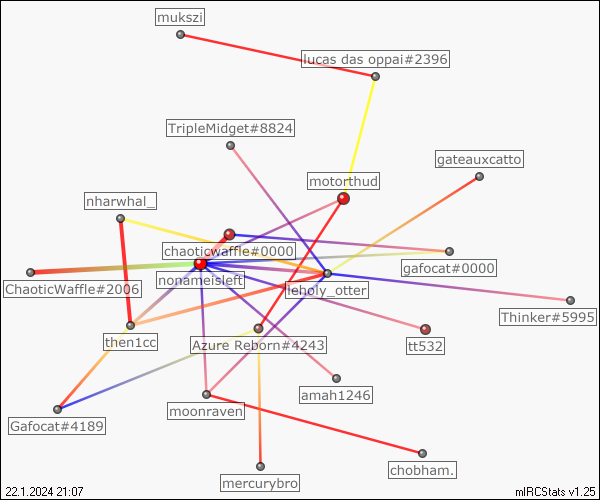 mukszi
lucas das oppai#2396
TripleMidget#8824
gateauxcatto
motorthud
nharwhal_
chaoticwaffle#0000
gafocat#0000
nonameisleft
ChaoticWaffle#2006
leholy_otter
Thinker#5995
then1cc
Azure Reborn#4243
tt532
amah1246
moonraven
Gafocat#4189
chobham.
mercurybro
22.1.2024 21:07
mIRCStats v1.25